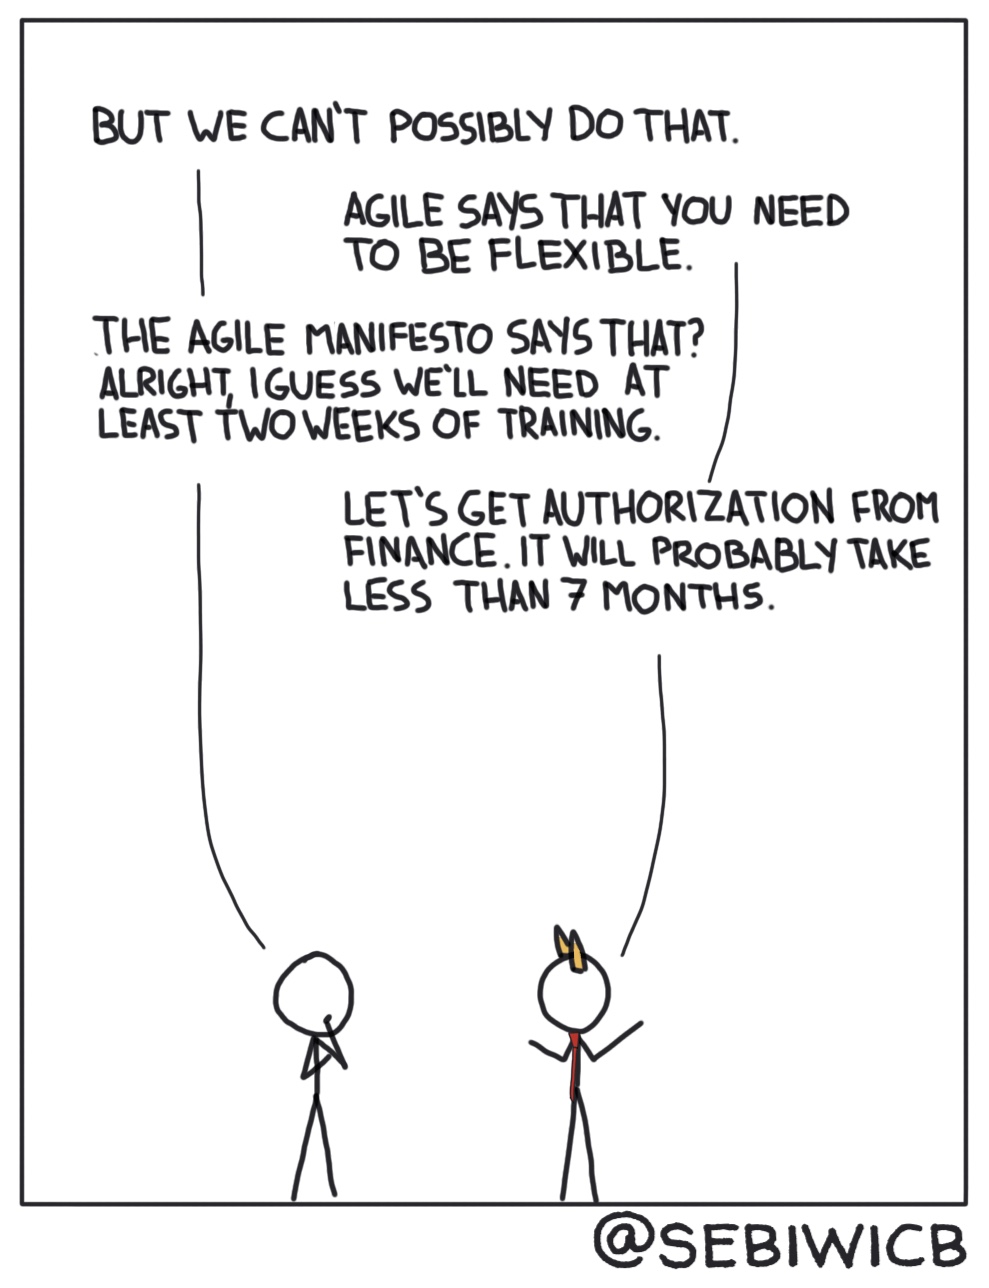 BUT WE CAN'T POSSIBLY DO THAT.
AGILE SAYS THAT YOU NEED
TO BE FLEXIBLE.
THE AGILE MANIFESTO SAYS THAT?
ALRIGHT, I GUESS WE'LL NEED AT
LEAST TWO WEEKS OF TRAINING.
LET'S GET AUTHORIZATION FROM
FINANCE. IT WILL PROBABLY TAKE
LESS THAN 7 MONTHS.
@SEBIWICB